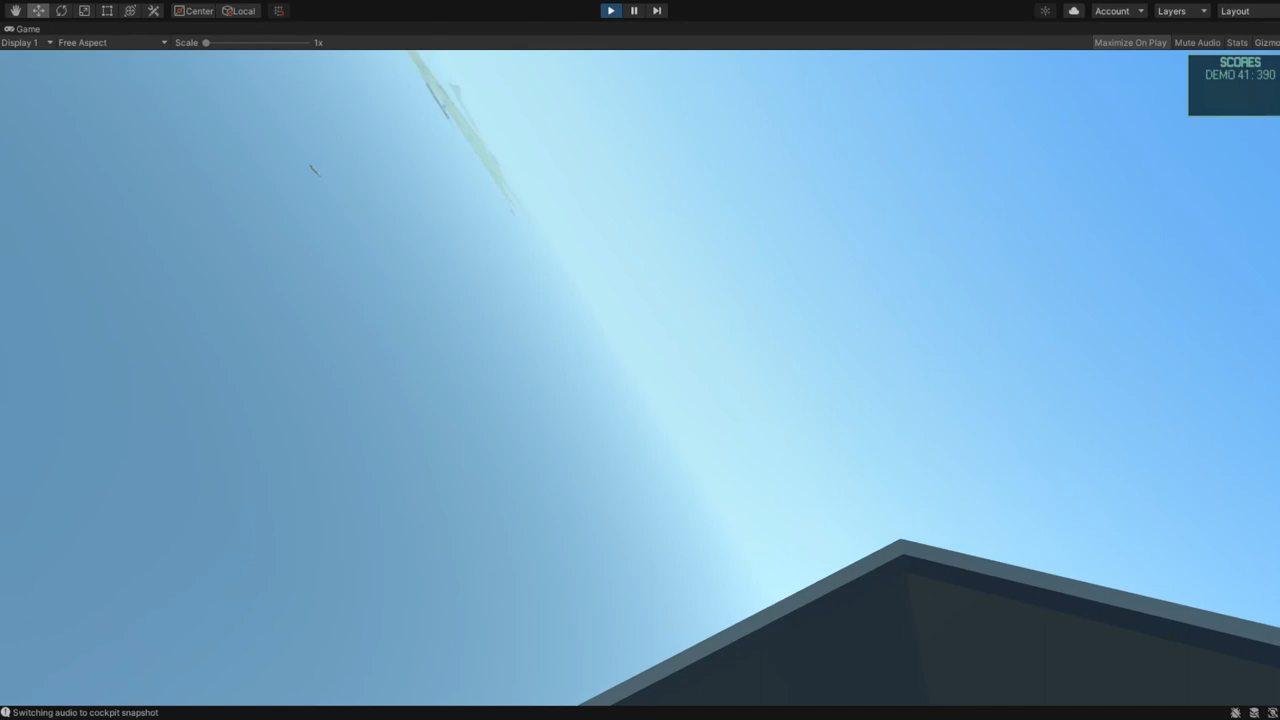 Center Local Account Layers Layout
Game
Display 1 Free Aspect Scale 1x Maximize On Play Mute Audio Stats Gizmo
SCORES
DEMO 41: 390
Switching audio to cockpit snapshot